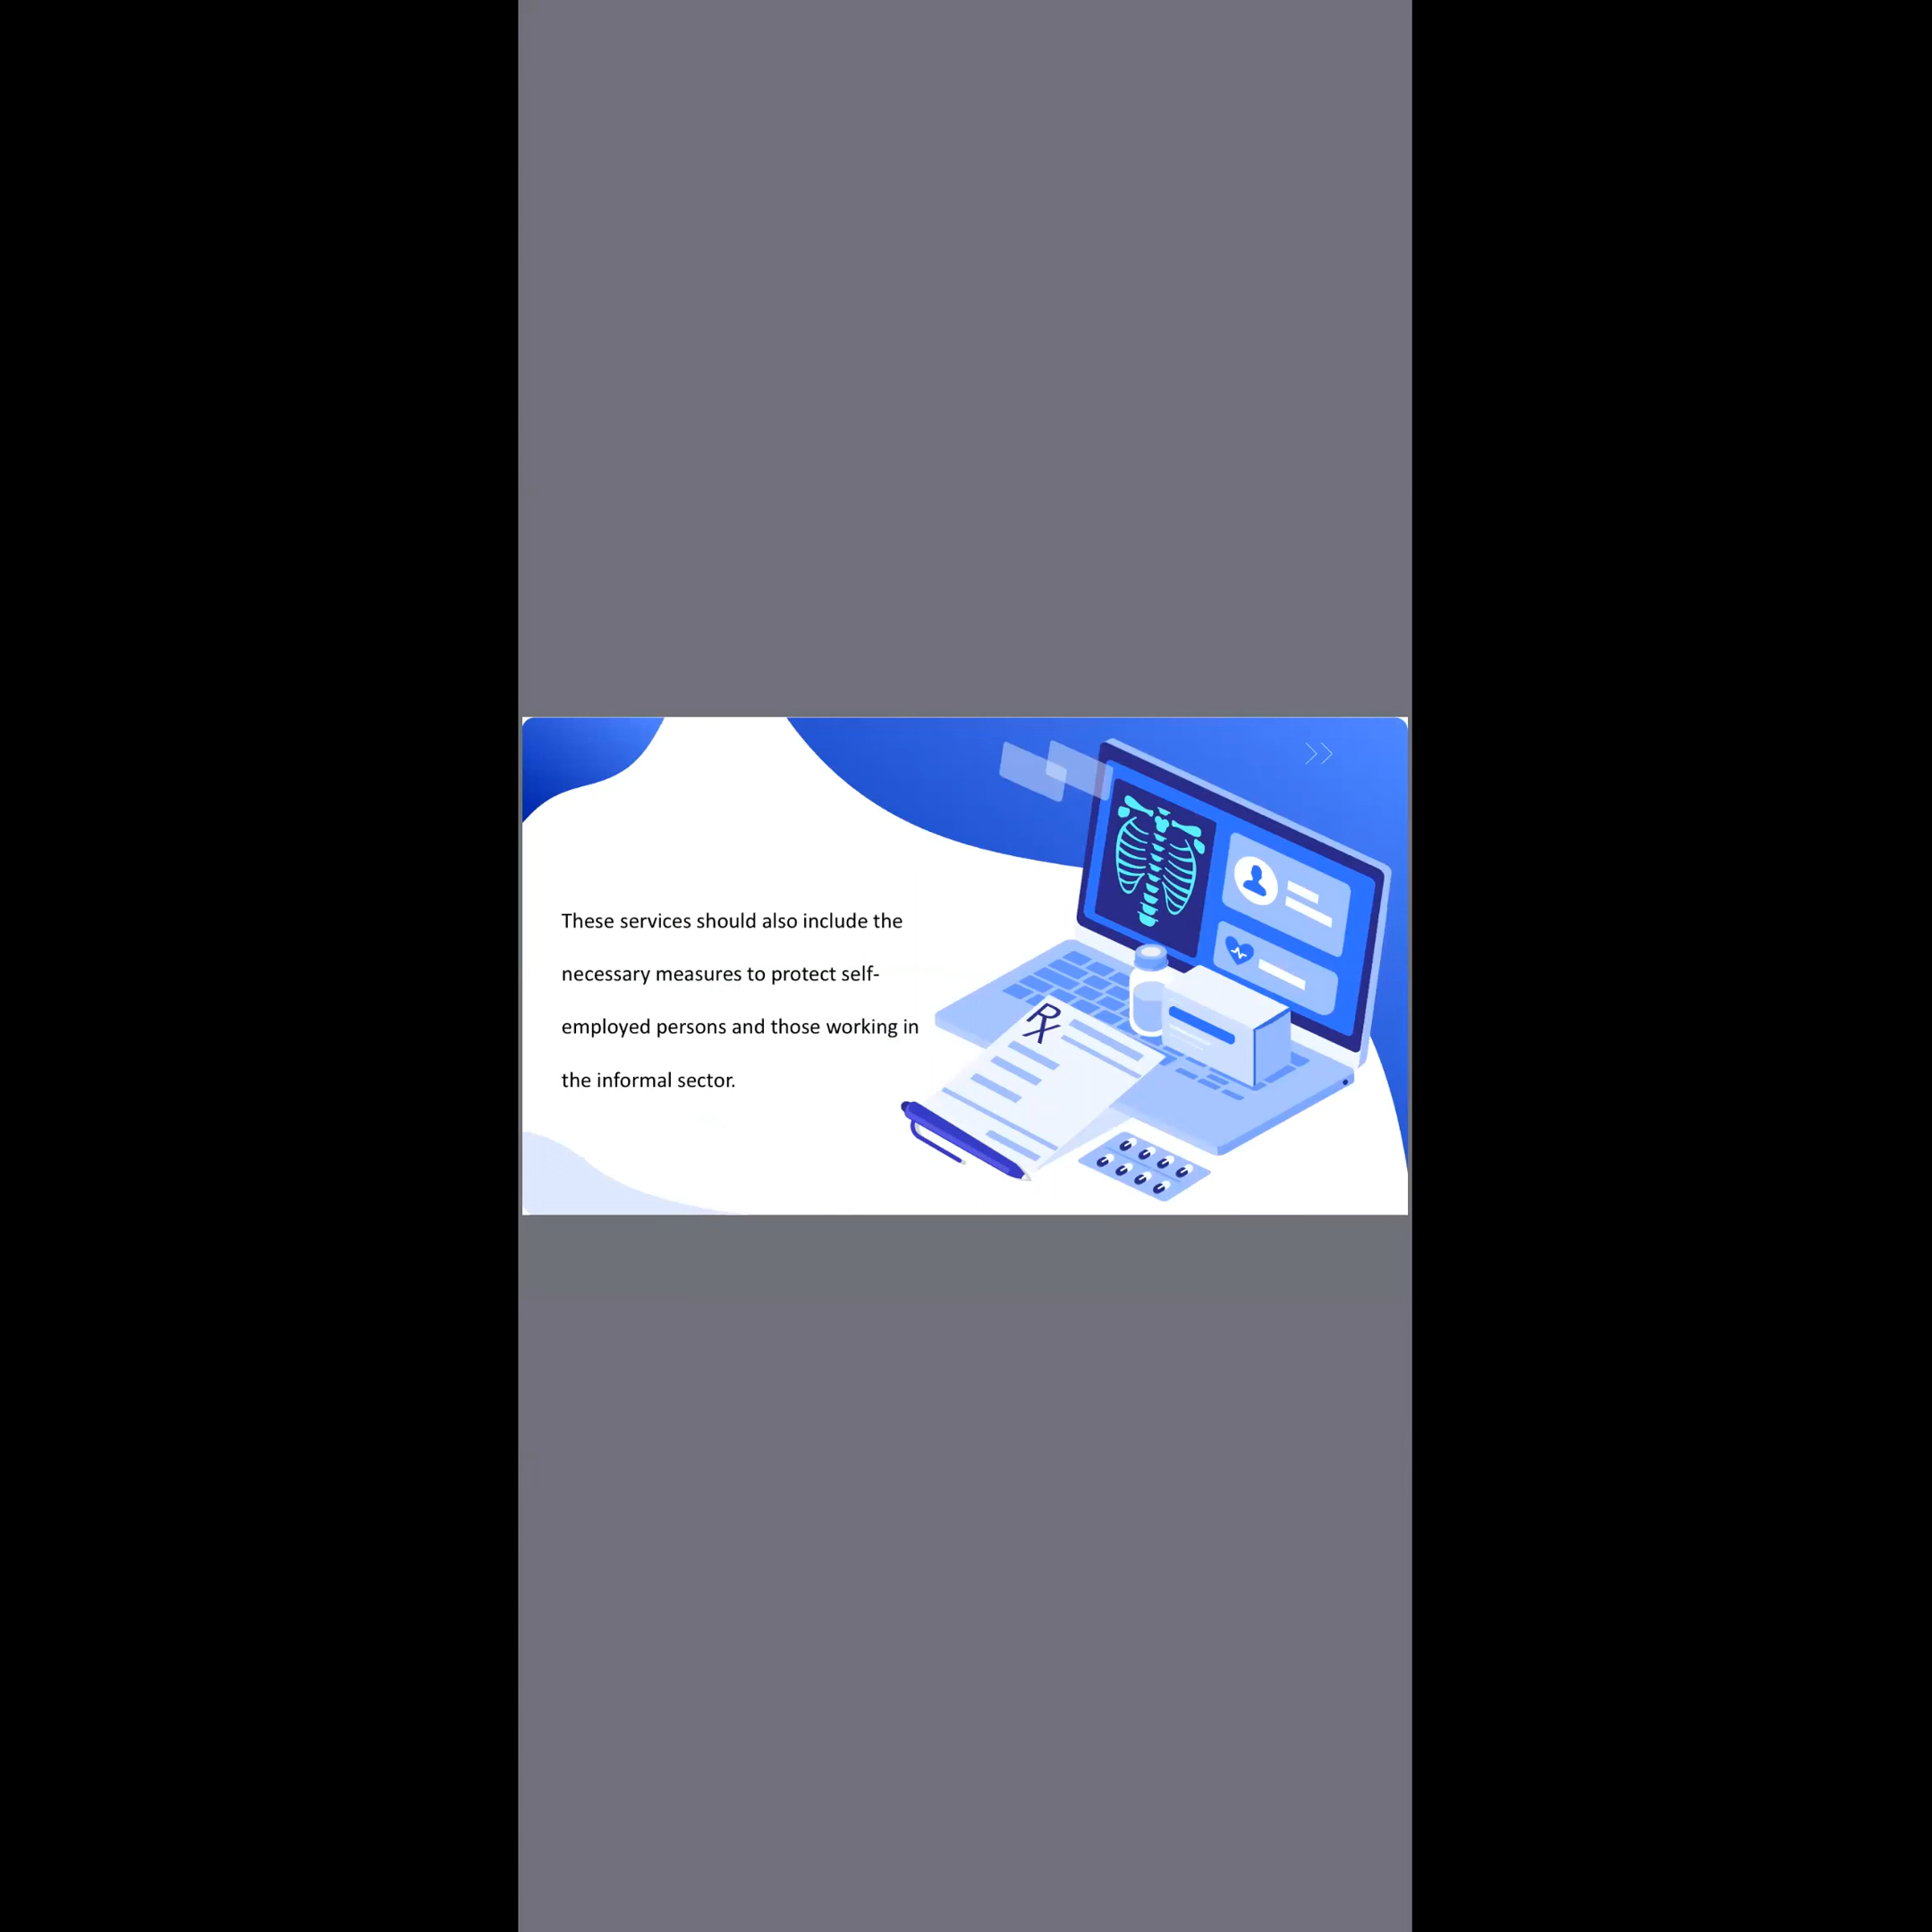 These services should also include the
necessary measures to protect self-
employed persons and those working in
the informal sector.
RX